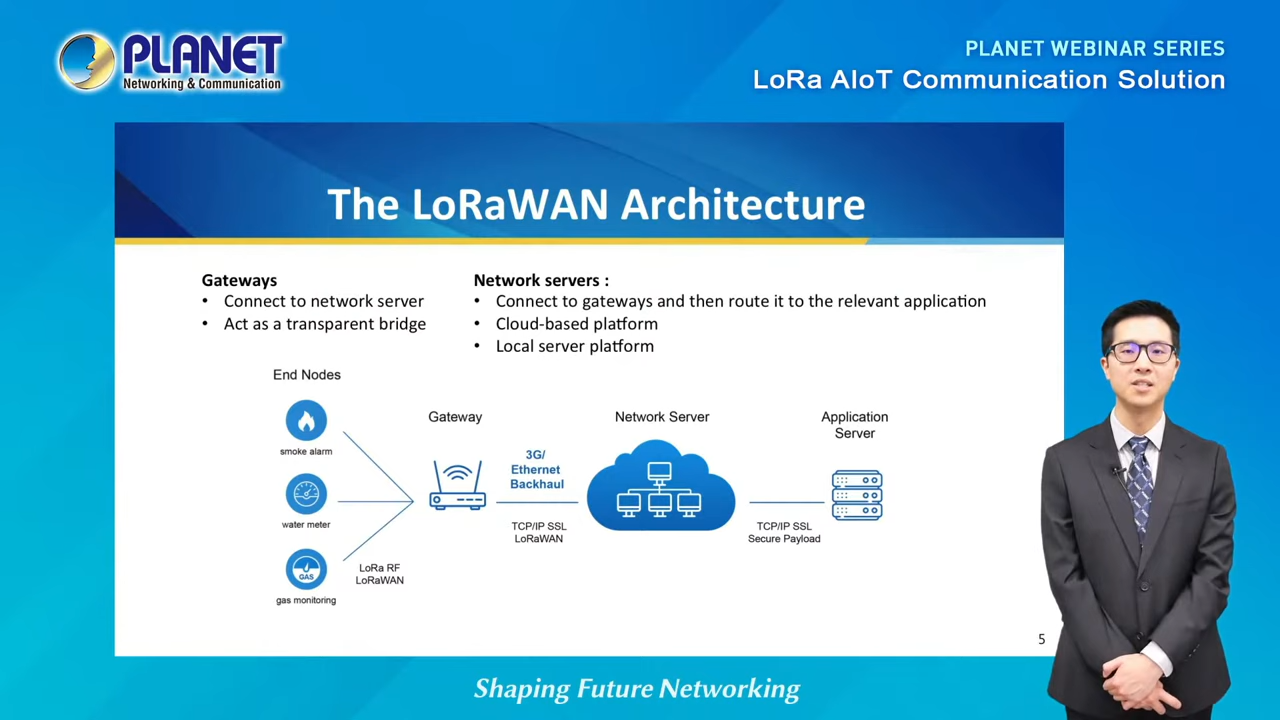 PLANET
Networking & Communication
PLANET WEBINAR SERIES
LoRa AIoT Communication Solution
The LoRaWAN Architecture
Gateways
• Connect to network server
• Act as a transparent bridge
Network servers :
• Connect to gateways and then route it to the relevant application
• Cloud-based platform
• Local server platform
End Nodes
smoke alarm
water meter
GAS
gas monitoring
LoRa RF
LoRaWAN
Gateway
3G/
Ethernet
Backhaul
TCP/IP SSL
LoRaWAN
Network Server
TCP/IP SSL
Secure Payload
Application
Server
5
Shaping Future Networking